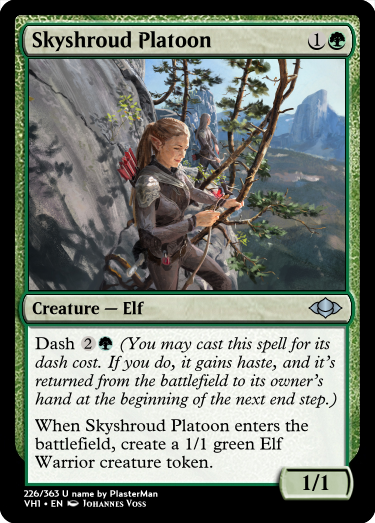 Skyshroud Platoon 1
Creature — Elf
Dash 2 (You may cast this spell for its
dash cost. If you do, it gains haste, and it's
returned from the battlefield to its owner's
hand at the beginning of the next end step.)
When Skyshroud Platoon enters the
battlefield, create a 1/1 green Elf
Warrior creature token.
1/1
226/363 U name by PlasterMan
VH1 • EN Johannes Voss